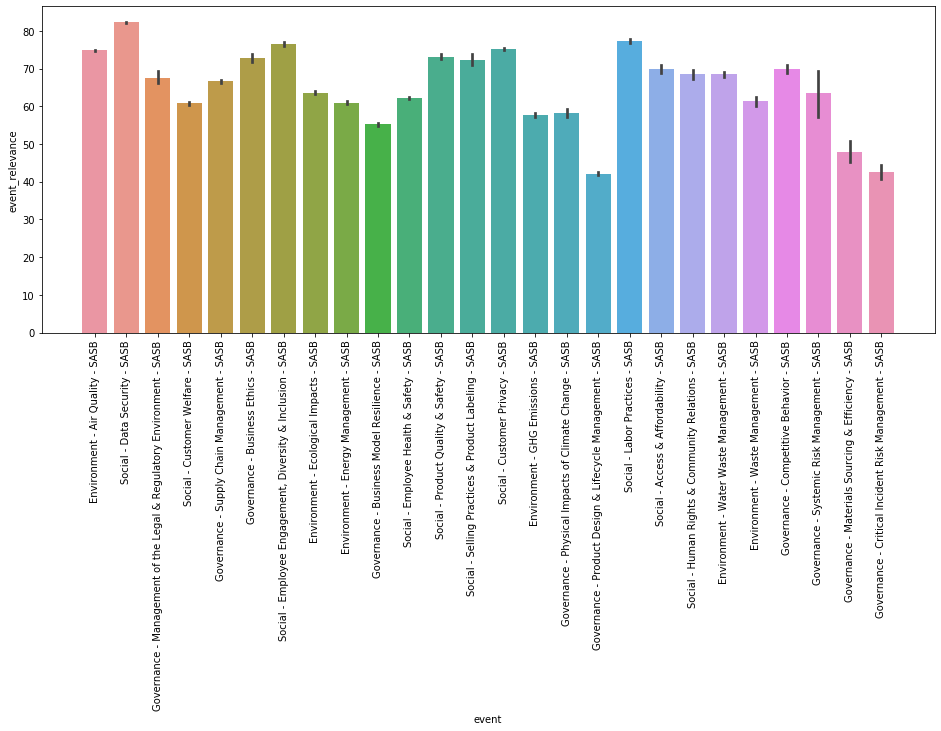 event_relevance
80
70
60
50
40
30
20
10
0
Environment - Air Quality - SASB
Social - Data Security - SASB
Governance - Management of the Legal & Regulatory Environment - SASB
Social - Customer Welfare - SASB
Governance - Supply Chain Management - SASB
Governance - Business Ethics - SASB
Social - Employee Engagement, Diversity & Inclusion - SASB
Environment - Ecological Impacts - SASB
Environment - Energy Management - SASB
Governance - Business Model Resilience - SASB
Social - Employee Health & Safety - SASB
Social - Product Quality & Safety - SASB
Social - Selling Practices & Product Labeling - SASB
Social - Customer Privacy - SASB
Environment - GHG Emissions - SASB
Governance - Physical Impacts of Climate Change - SASB
Governance - Product Design & Lifecycle Management - SASB
Social - Labor Practices - SASB
Social - Access & Affordability - SASB
Social - Human Rights & Community Relations - SASB
Environment - Water Waste Management - SASB
Environment - Waste Management - SASB
Governance - Competitive Behavior - SASB
Governance - Systemic Risk Management - SASB
Governance - Materials Sourcing & Efficiency - SASB
Governance - Critical Incident Risk Management - SASB
event